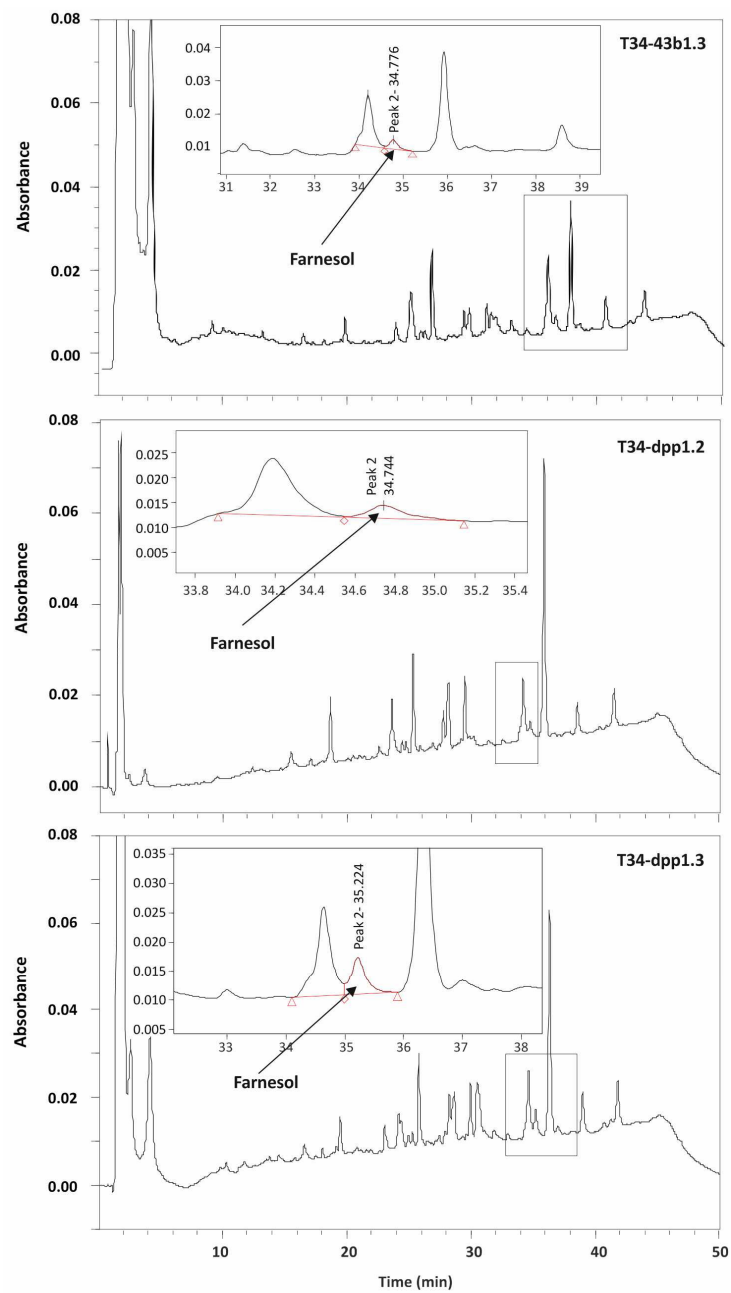 T34-43b1.3
Absorbance
0.08
0.06
0.04
0.02
0.00
0.04
0.03
0.02
0.01
Peak 2- 34.776
31 32 33 34 35 36 37 38 39
Farnesol
T34-dpp1.2
Absorbance
0.08
0.06
0.04
0.02
0.00
0.025
0.020
0.015
0.010
0.005
Peak 2
34.744
33.8 34.0 34.2 34.4 34.6 34.8 35.0 35.2 35.4
Farnesol
T34-dpp1.3
Absorbance
0.08
0.06
0.04
0.02
0.00
0.035
0.030
0.025
0.020
0.015
0.010
0.005
Peak 2- 35.224
33 34 35 36 37 38
Farnesol
0 10 20 30 40 50
Time (min)